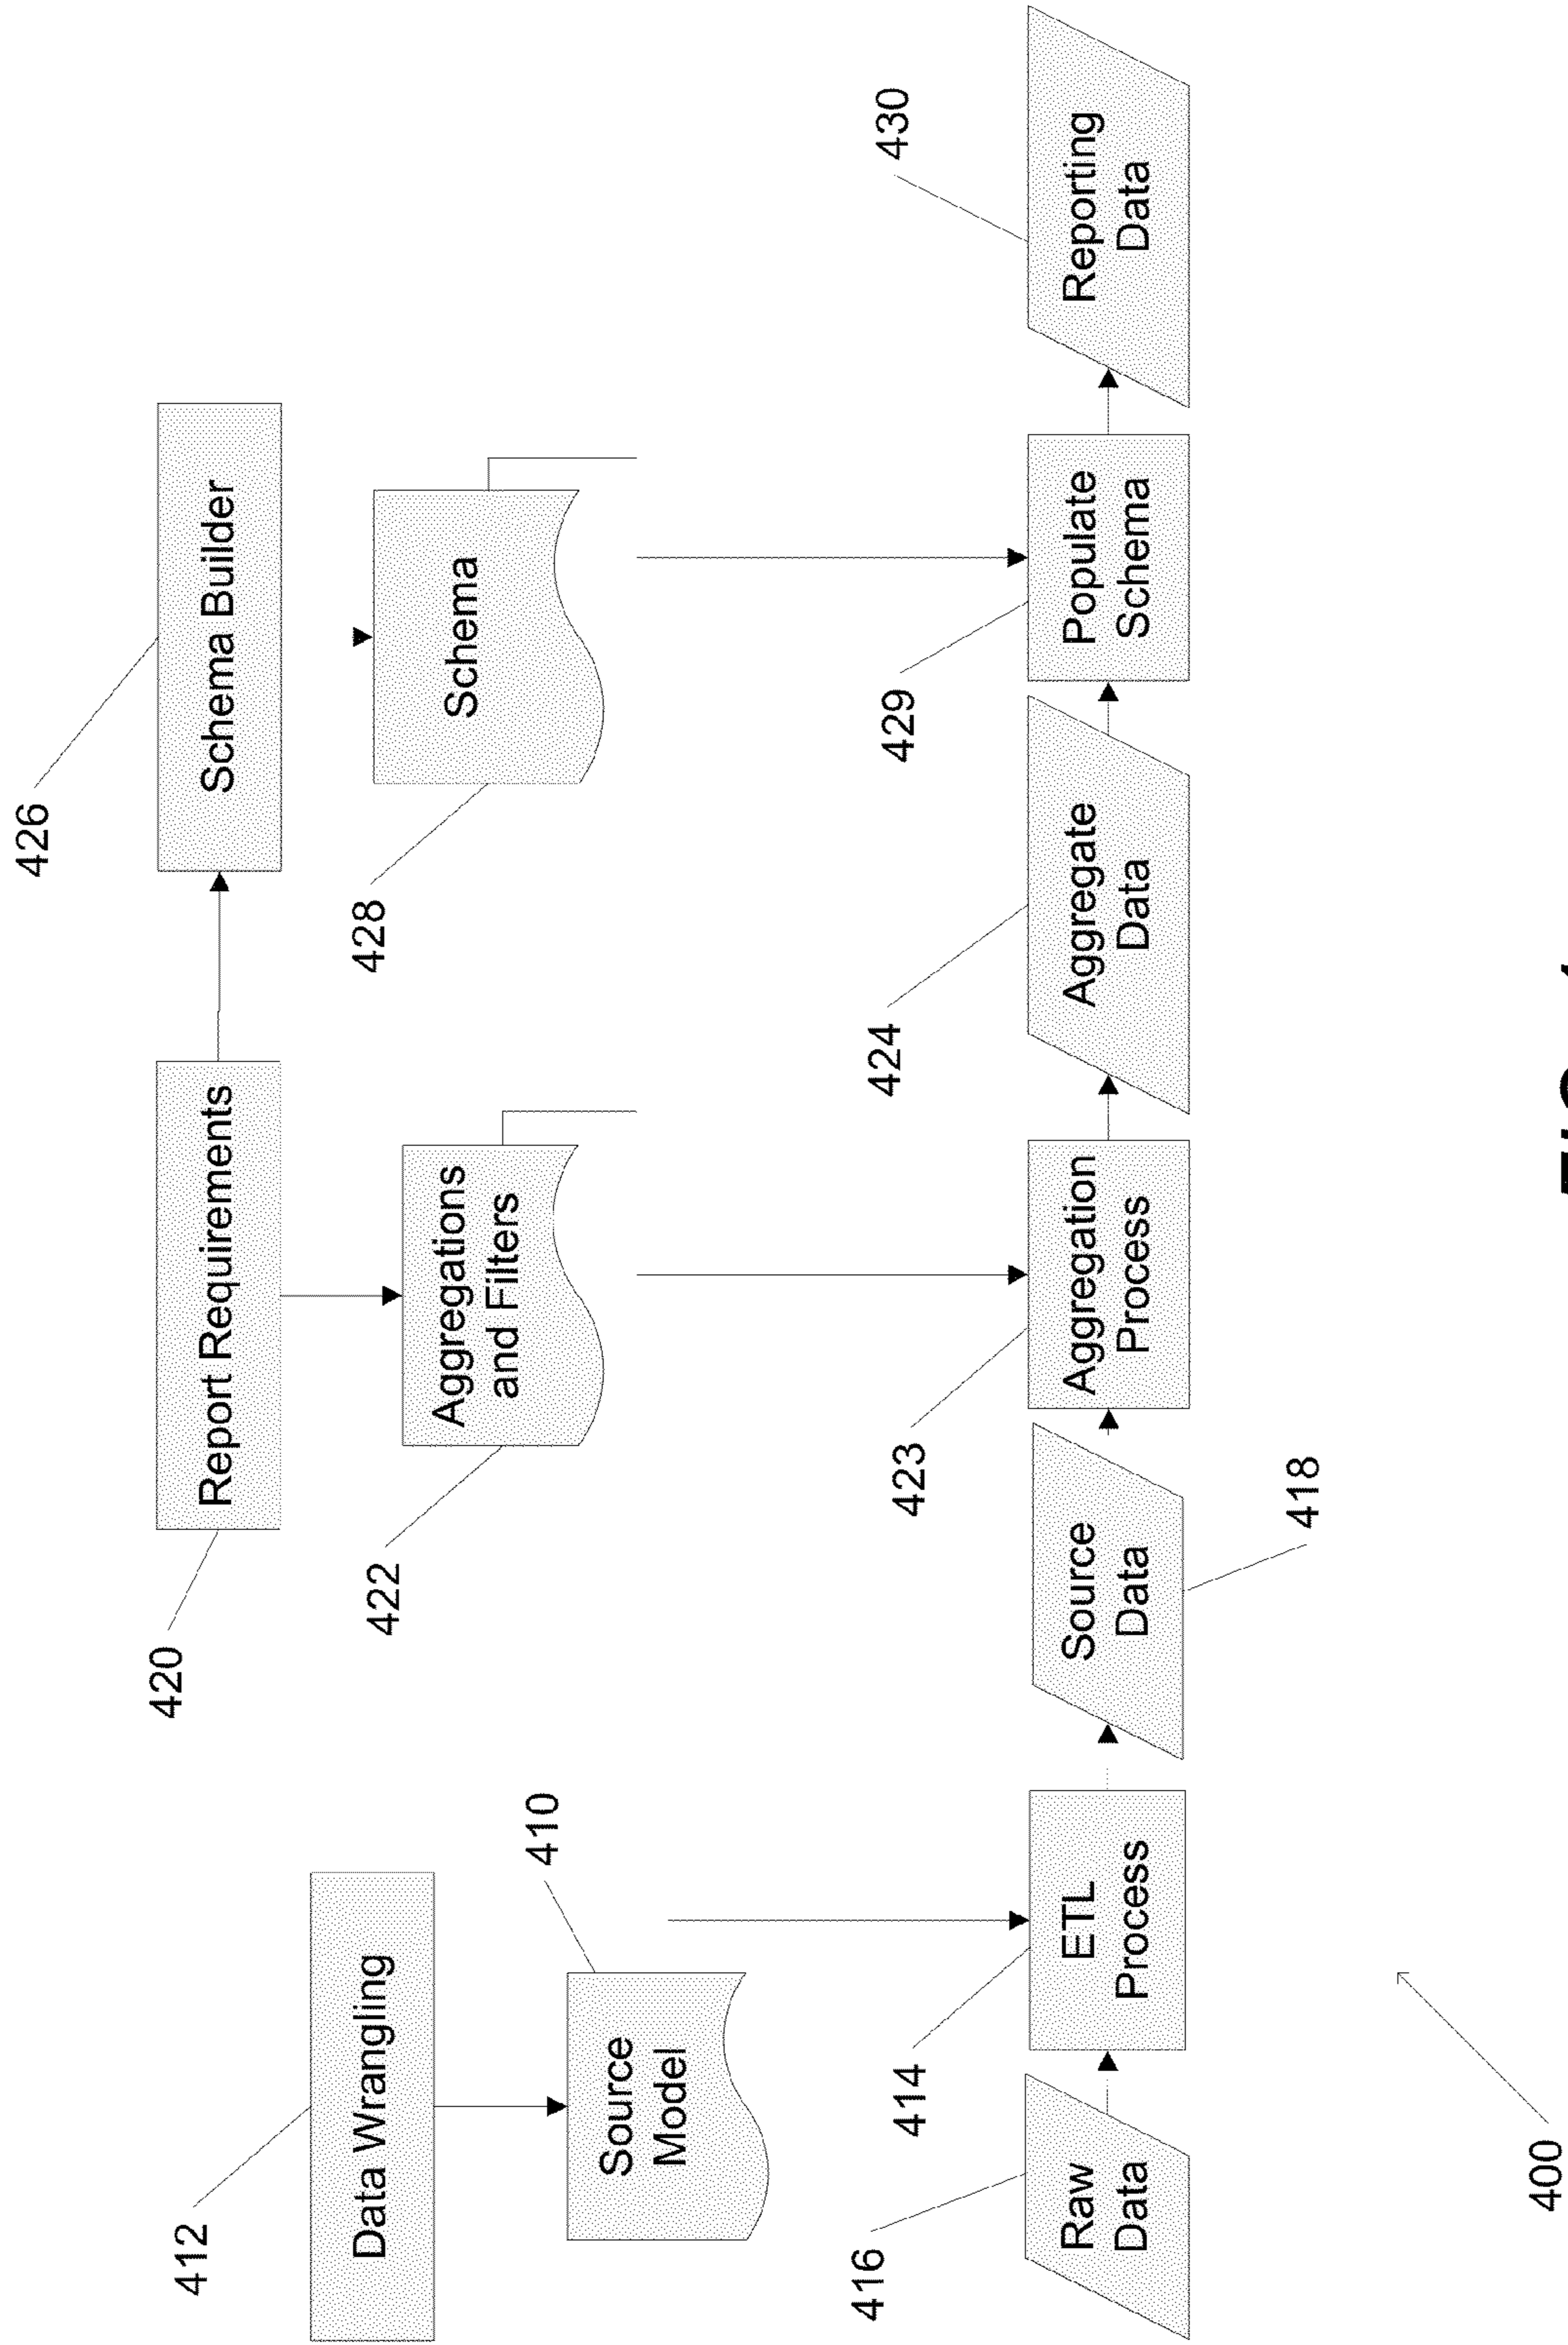 426
Schema Builder
420
Report Requirements
412
Data Wrangling
428
Schema
422
Aggregations
and Filters
410
Source
Model
416
Raw
Data
414
ETL
Process
418
Source
Data
423
Aggregation
Process
424
Aggregate
Data
429
Populate
Schema
430
Reporting
Data
400